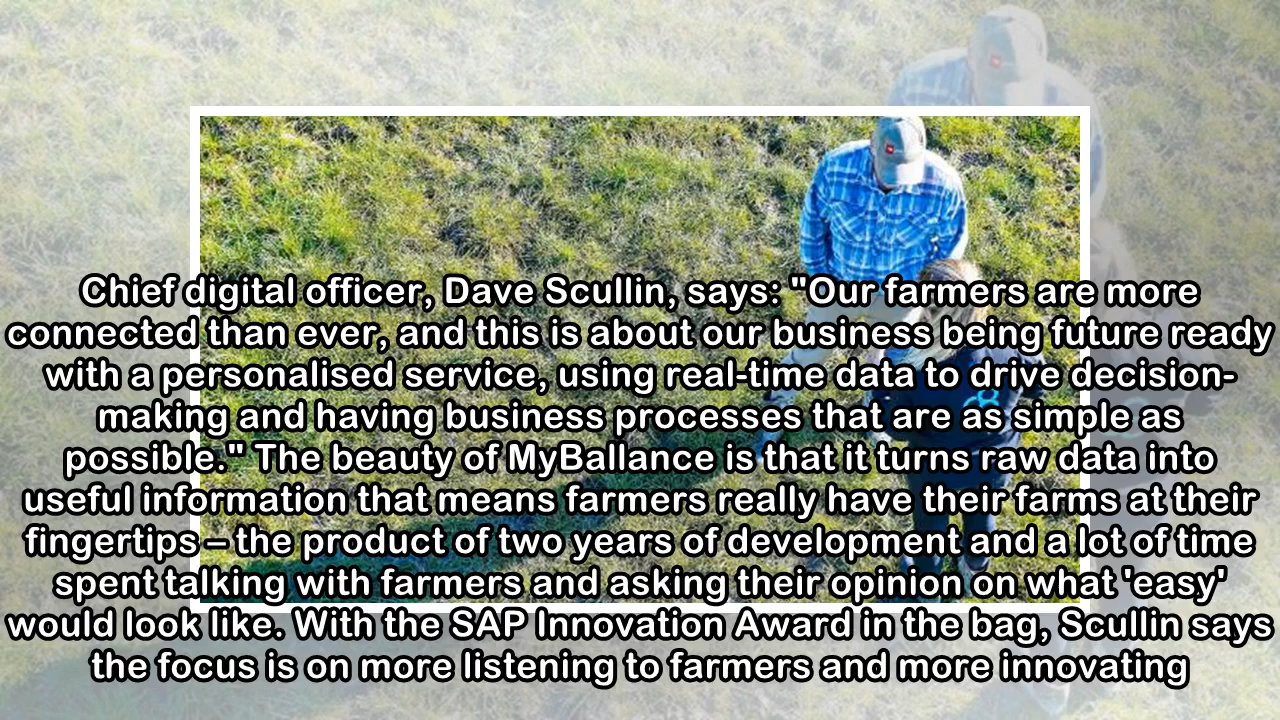 Chief digital officer, Dave Scullin, says: "Our farmers are more
connected than ever, and this is about our business being future ready
with a personalised service, using real-time data to drive decision-
making and having business processes that are as simple as
possible." The beauty of MyBallance is that it turns raw data into
useful information that means farmers really have their farms at their
fingertips – the product of two years of development and a lot of time
spent talking with farmers and asking their opinion on what 'easy'
would look like. With the SAP Innovation Award in the bag, Scullin says
the focus is on more listening to farmers and more innovating